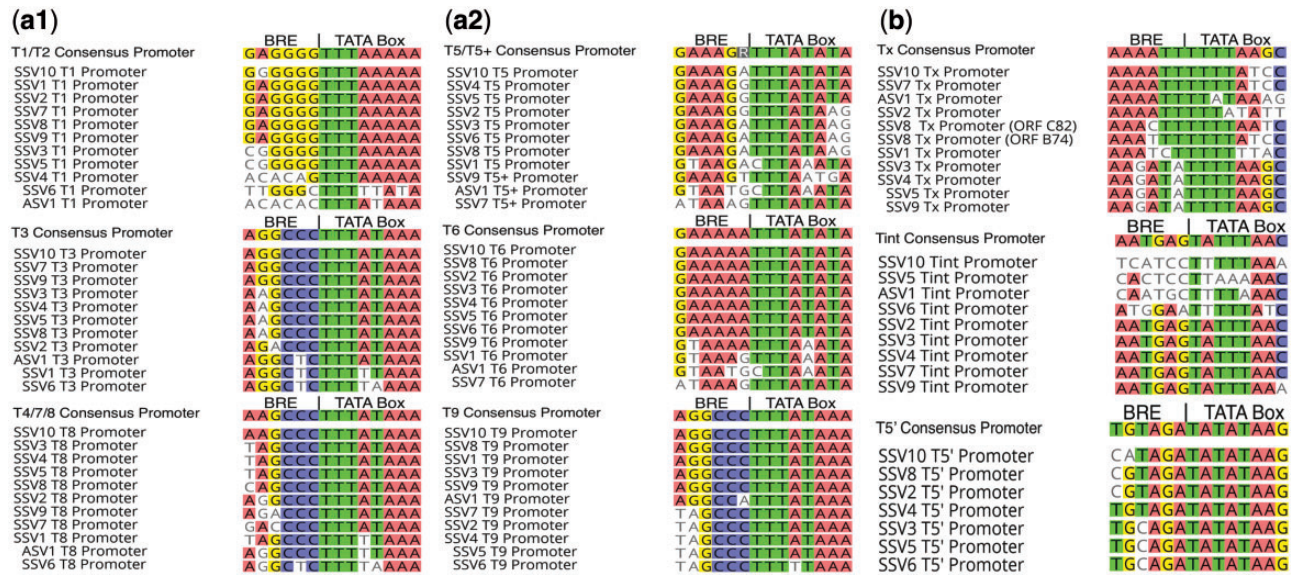 (a1)
BRE | TATA Box
T1/T2 Consensus Promoter GAGGGGTTTAAAAA
SSV10 T1 Promoter GGGGGGTTTAAAAA
SSV1 T1 Promoter GAGGGGTTTAAAAA
SSV2 T1 Promoter GAGGGGTTTAAAAA
SSV7 T1 Promoter GAGGGGTTTAAAAA
SSV8 T1 Promoter GAGGGGTTTAAAAA
SSV9 T1 Promoter GAGGGGTTTAAAAA
SSV3 T1 Promoter CGGGGGTTTAAAAA
SSV5 T1 Promoter CGGGGGTTTAAAAA
SSV4 T1 Promoter ACACAGTTTAAAAA
SSV6 T1 Promoter TTGGGCTTTTTATA
ASV1 T1 Promoter ACACACTTTATAAA
BRE | TATA Box
T3 Consensus Promoter AGGCCCTTTATAAA
SSV10 T3 Promoter AGGCCCTTTATAAA
SSV7 T3 Promoter AGGCCCTTTATAAA
SSV9 T3 Promoter AGGCCCTTTATAAA
SSV3 T3 Promoter AAGCCCTTTATAAA
SSV4 T3 Promoter AAGCCCTTTATAAA
SSV5 T3 Promoter AAGCCCTTTATAAA
SSV8 T3 Promoter AAGCCCTTTATAAA
SSV2 T3 Promoter AGACCCTTTATAAA
ASV1 T3 Promoter AGGCTCTTTATAAA
SSV1 T3 Promoter AGGCTCTTTTTAAA
SSV6 T3 Promoter AGGCTCTTTTAAAA
BRE | TATA Box
T4/7/8 Consensus Promoter AAGCCCTTTATAAA
SSV10 T8 Promoter AAGCCCTTTATAAA
SSV3 T8 Promoter TAGCCCTTTATAAA
SSV4 T8 Promoter TAGCCCTTTATAAA
SSV5 T8 Promoter AAGCCCTTTATAAA
SSV8 T8 Promoter CAGCCCTTTATAAA
SSV2 T8 Promoter AGGCCCTTTATAAA
SSV9 T8 Promoter AGACCCTTTATAAA
SSV7 T8 Promoter GACCCCTTTATAAA
SSV1 T8 Promoter TAGCCCTTTTTAAA
ASV1 T8 Promoter AGGCCCTTTTTAAA
SSV6 T8 Promoter AGGCTCTTTTAAAA
(a2)
BRE | TATA Box
T5/T5+ Consensus Promoter GAAAGRTTTATATA
SSV10 T5 Promoter GAAAGATTTATATA
SSV4 T5 Promoter GAAAGGTTTATATA
SSV5 T5 Promoter GAAAGGTTTATATA
SSV2 T5 Promoter GAAAGGTTTATAAG
SSV3 T5 Promoter GAAAGATTTATAAG
SSV6 T5 Promoter GAAAGATTTATAAG
SSV8 T5 Promoter GAAAGATTTATAAG
SSV1 T5 Promoter GTAAGACTTAAATA
SSV9 T5+ Promoter GAAAGGTTTAATGA
ASV1 T5+ Promoter GTAATGCTTAAATA
SSV7 T5+ Promoter ATAAAGTTTATATA
BRE | TATA Box
T6 Consensus Promoter GAAAAATTTATATA
SSV10 T6 Promoter GAAAAATTTATATA
SSV8 T6 Promoter GAAAAATTTATATA
SSV2 T6 Promoter GAAAAATTTATATA
SSV3 T6 Promoter GAAAAATTTATATA
SSV4 T6 Promoter GAAAAATTTATATA
SSV5 T6 Promoter GAAAAATTTATATA
SSV6 T6 Promoter GAAAAATTTATATA
SSV9 T6 Promoter GTAAAATTTAAATA
SSV1 T6 Promoter GTAAAGTTTAAATA
ASV1 T6 Promoter GTAATGCTTAAATA
SSV7 T6 Promoter ATAAAGTTTATATA
BRE | TATA Box
T9 Consensus Promoter AGGCCCTTTATAAA
SSV10 T9 Promoter AGGCCCTTTATAAA
SSV8 T9 Promoter AGGCCCTTTATAAA
SSV1 T9 Promoter AGGCCCTTTATAAA
SSV3 T9 Promoter AGGCCCTTTATAAA
SSV9 T9 Promoter AGGCCCTTTATAAA
ASV1 T9 Promoter AGGCCATTTATAAA
SSV7 T9 Promoter TAGCCCTTTATAAA
SSV2 T9 Promoter TAGCCCTTTATAAA
SSV4 T9 Promoter TAGCCCTTTATAAA
SSV5 T9 Promoter TAGCCCTTTATAAA
SSV6 T9 Promoter TAGCCCTTTTTAAA
(b)
BRE | TATA Box
Tx Consensus Promoter AAAATTTTTTAAGC
SSV10 Tx Promoter AAAATTTTTTATCC
SSV7 Tx Promoter AAAATTTTTTATCC
ASV1 Tx Promoter AAAATTTTATAAAG
SSV2 Tx Promoter AAAATTTTTATATT
SSV8 Tx Promoter (ORF C82) AAACTTTTTTAATC
SSV8 Tx Promoter (ORF B74) AAACTTTTTTAATC
SSV1 Tx Promoter AAATCTTTTTTTAC
SSV3 Tx Promoter AAGATATTTTAAGC
SSV4 Tx Promoter AAGATATTTTAAGC
SSV5 Tx Promoter AAGATATTTTAAGC
SSV9 Tx Promoter AAGATATTTTAAGC
BRE | TATA Box
Tint Consensus Promoter AATGAGTATTTAAC
SSV10 Tint Promoter TCATCCTTTTTAAA
SSV5 Tint Promoter CACTCCTTAAAAAC
ASV1 Tint Promoter CAATGCTTTTAAAC
SSV6 Tint Promoter ATGGAATTTTTATC
SSV2 Tint Promoter AATGAGTATTTAAC
SSV3 Tint Promoter AATGAGTATTTAAC
SSV4 Tint Promoter AATGAGTATTTAAC
SSV7 Tint Promoter AATGAGTATTTAAC
SSV9 Tint Promoter AATGAGTATTTAAA
BRE | TATA Box
T5' Consensus Promoter TGTAGATATATAAG
SSV10 T5' Promoter CATAGATATATAAG
SSV8 T5' Promoter CGTAGATATATAAG
SSV2 T5' Promoter CGTAGATATATAAG
SSV4 T5' Promoter TGTAGATATATAAG
SSV3 T5' Promoter TGCAGATATATAAG
SSV5 T5' Promoter TGCAGATATATAAG
SSV6 T5' Promoter TGCAGATATATAAG